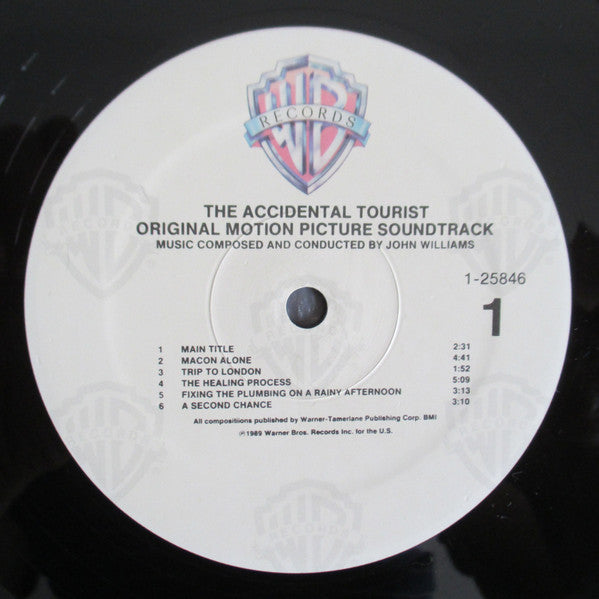 WB
RECORDS
THE ACCIDENTAL TOURIST
ORIGINAL MOTION PICTURE SOUNDTRACK
MUSIC COMPOSED AND CONDUCTED BY JOHN WILLIAMS
1-25846
1
1 MAIN TITLE 2:31
2 MACON ALONE 4:41
3 TRIP TO LONDON 1:52
4 THE HEALING PROCESS 5:09
5 FIXING THE PLUMBING ON A RAINY AFTERNOON 3:13
6 A SECOND CHANCE 3:10
All compositions published by Warner-Tamerlane Publishing Corp. BMI
℗1989 Warner Bros. Records Inc. for the U.S.